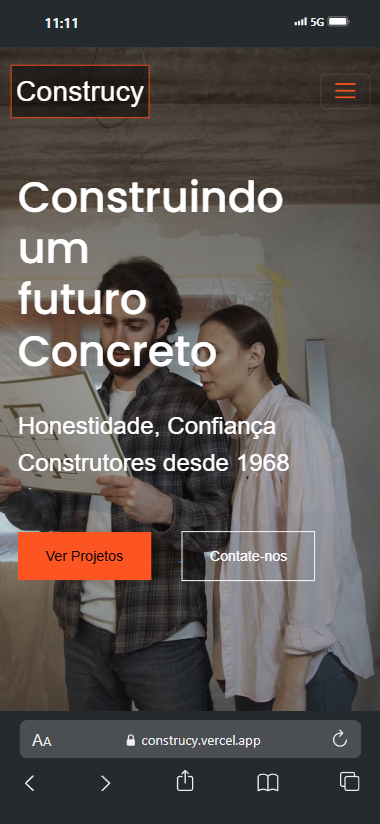 11:11
5G
Construcy
Construindo
um
futuro
Concreto
Honestidade, Confiança
Construtores desde 1968
Ver Projetos
Contate-nos
AA
construcy.vercel.app